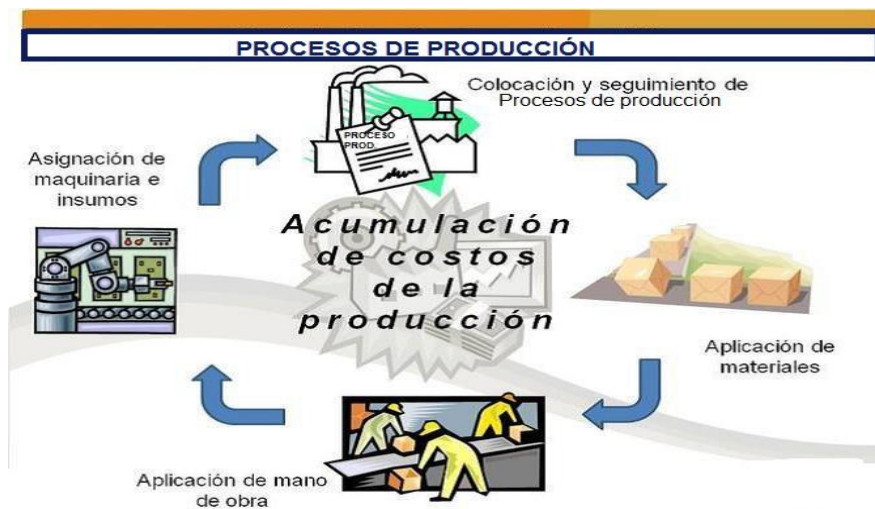 PROCESOS DE PRODUCCIÓN
Colocación y seguimiento de
Procesos de producción
PROCESO
PROD.
Asignación de
maquinaria e
insumos
Acumulación
de costos
de la
producción
Aplicación de
materiales
Aplicación de mano
de obra